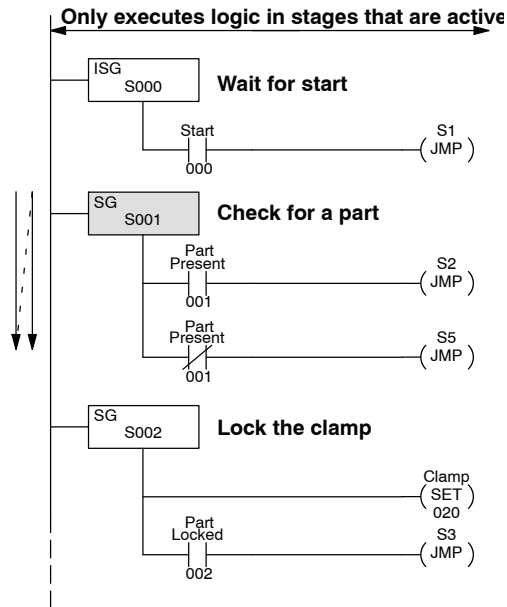 Only executes logic in stages that are active
ISG
S000
Wait for start
Start
000
S1
JMP
SG
S001
Check for a part
Part
Present
001
S2
JMP
Part
Present
001
S5
JMP
SG
S002
Lock the clamp
Clamp
SET
020
Part
Locked
002
S3
JMP